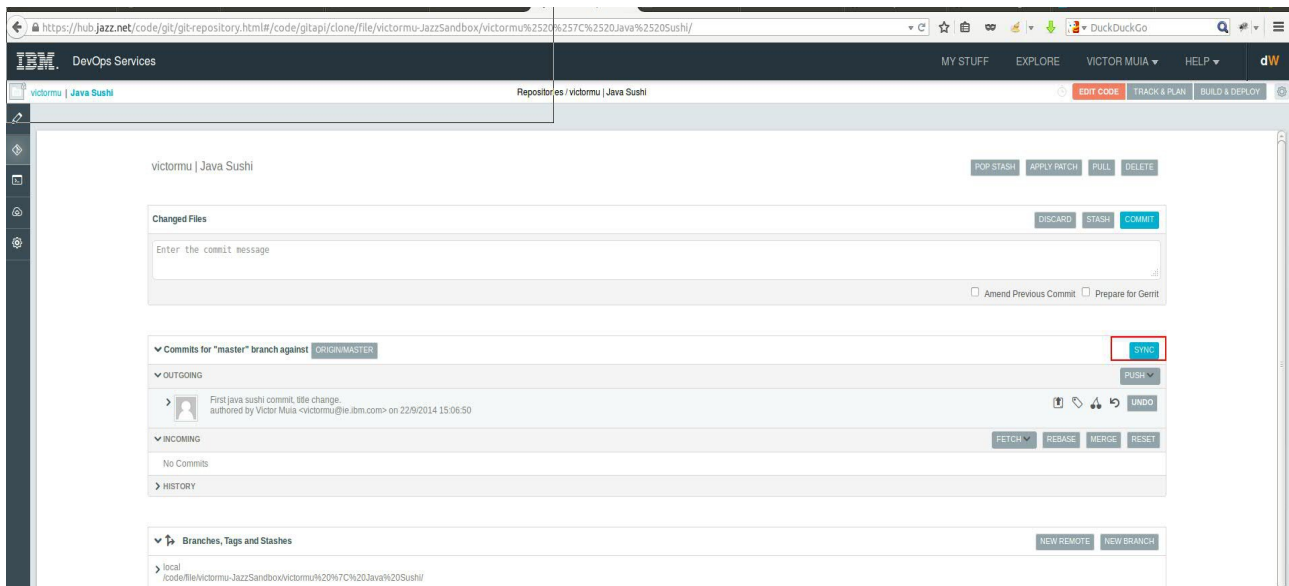 https://hub.jazz.net/code/git/git-repository.html#/code/gitapi/clone/file/victormu-JazzSandbox/victormu%2520%257C%2520Java%2520Sushi/
DuckDuckGo
IBM. DevOps Services
MY STUFF EXPLORE VICTOR MUIA HELP dW
victormu | Java Sushi
Repositories / victormu | Java Sushi
EDIT CODE TRACK & PLAN BUILD & DEPLOY
victormu | Java Sushi
POP STASH APPLY PATCH PULL DELETE
Changed Files
DISCARD STASH COMMIT
Enter the commit message
Amend Previous Commit Prepare for Gerrit
Commits for "master" branch against ORIGIN/MASTER
SYNC
OUTGOING
PUSH
First java sushi commit, title change.
authored by Victor Muia <victormu@ie.ibm.com> on 22/9/2014 15:06:50
UNDO
INCOMING
FETCH REBASE MERGE RESET
No Commits
HISTORY
Branches, Tags and Stashes
NEW REMOTE NEW BRANCH
local
/code/file/victormu-JazzSandbox/victormu%20%7C%20Java%20Sushi/